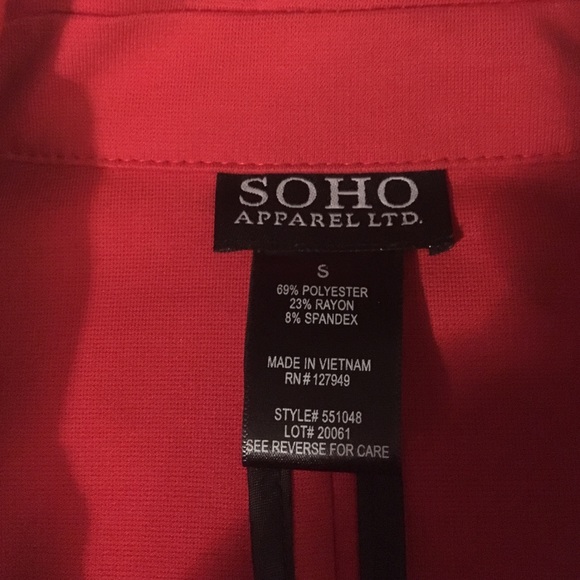 SOHO
APPAREL LTD.
S
69% POLYESTER
23% RAYON
8% SPANDEX
MADE IN VIETNAM
RN# 127949
STYLE# 551048
LOT# 20061
SEE REVERSE FOR CARE